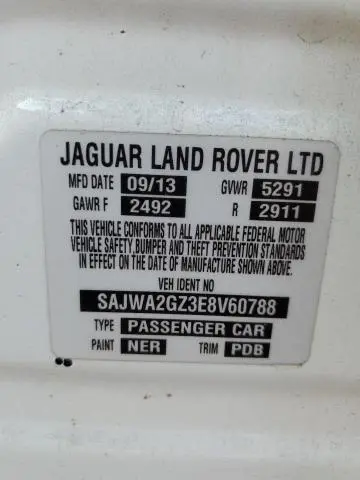 JAGUAR LAND ROVER LTD
MFD DATE 09/13 GVWR 5291
GAWR F 2492 R 2911
THIS VEHICLE CONFORMS TO ALL APPLICABLE FEDERAL MOTOR
VEHICLE SAFETY, BUMPER AND THEFT PREVENTION STANDARDS
IN EFFECT ON THE DATE OF MANUFACTURE SHOWN ABOVE.
VEH IDENT NO
SAJWA2GZ3E8V60788
TYPE PASSENGER CAR
PAINT NER TRIM PDB